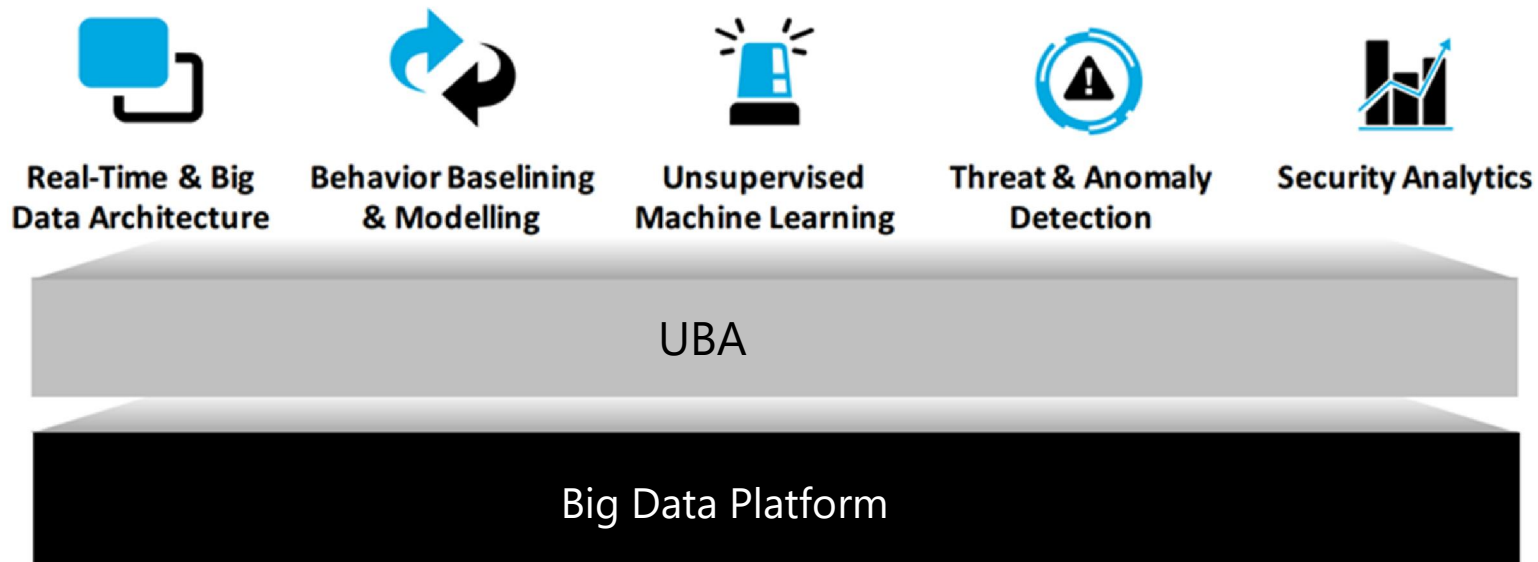 Real-Time & Big
Data Architecture
Behavior Baselining
& Modelling
Unsupervised
Machine Learning
Threat & Anomaly
Detection
Security Analytics
UBA
Big Data Platform